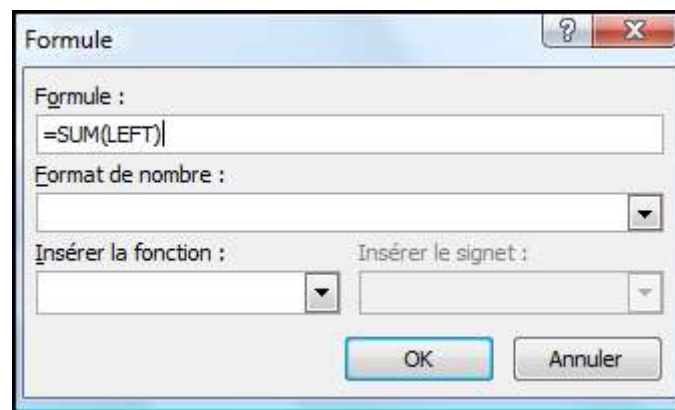 Formule
Formule :
=SUM(LEFT)
Format de nombre :
Insérer la fonction :
Insérer le signet :
OK
Annuler